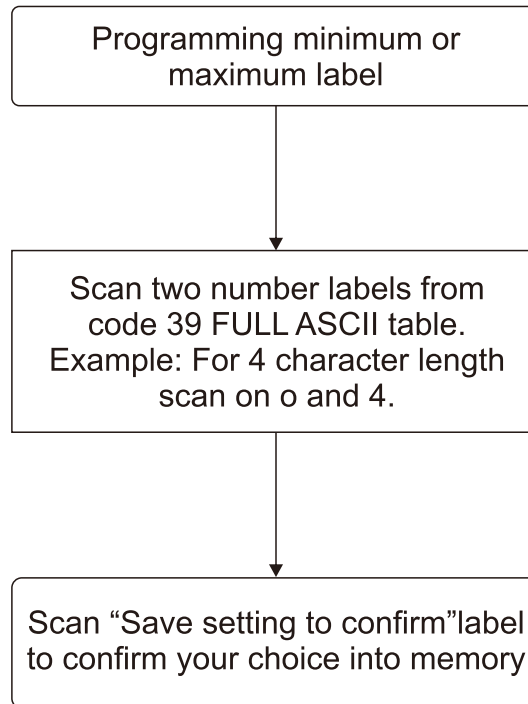 Programming minimum or
maximum label
Scan two number labels from
code 39 FULL ASCII table.
Example: For 4 character length
scan on o and 4.
Scan “Save setting to confirm”label
to confirm your choice into memory